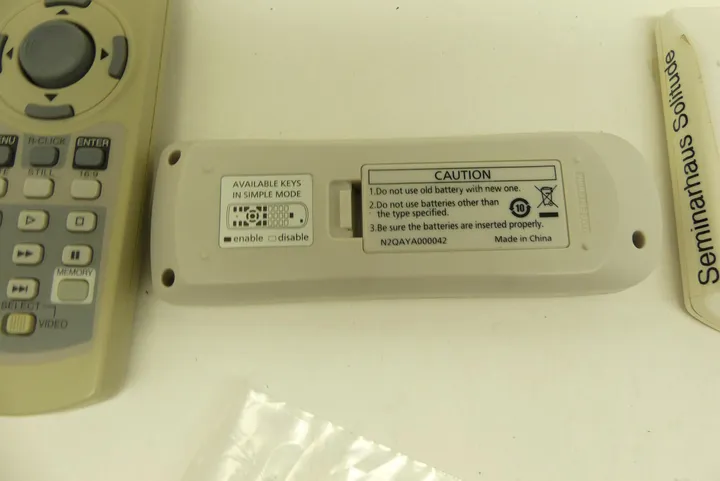 R-CLICK
ENTER
STILL
16:9
MEMORY
SELECT
VIDEO
AVAILABLE KEYS
IN SIMPLE MODE
enable disable
CAUTION
1.Do not use old battery with new one.
2.Do not use batteries other than
the type specified.
3.Be sure the batteries are inserted properly.
N2QAYA000042 Made in China
10
Seminarhaus Solitude